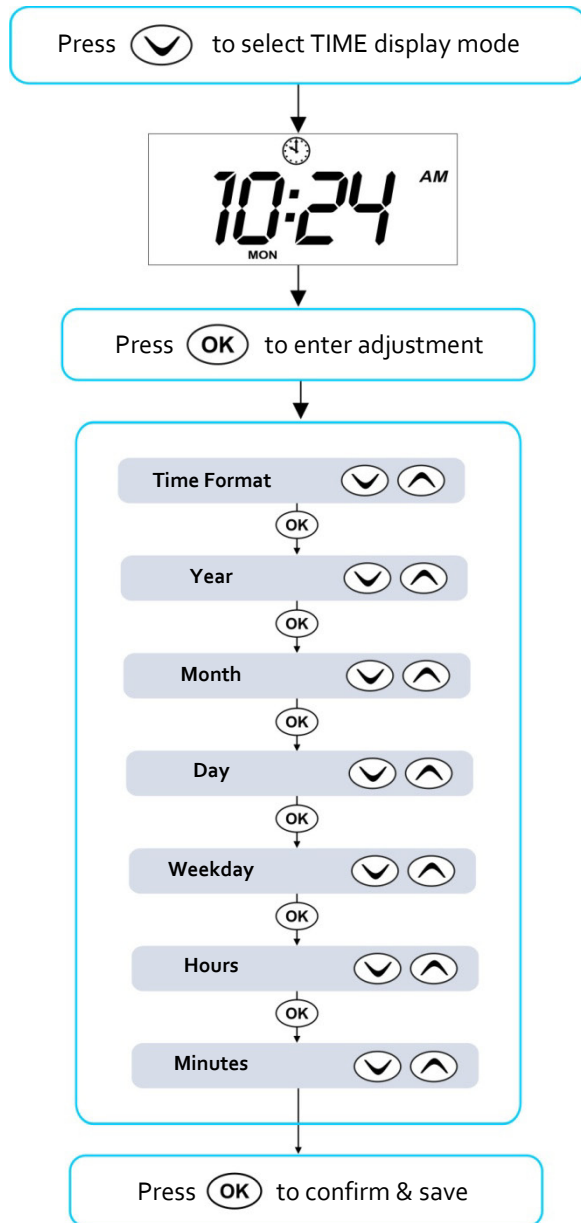 Press to select TIME display mode
AM
10:24
MON
Press OK to enter adjustment
Time Format
OK
Year
OK
Month
OK
Day
OK
Weekday
OK
Hours
OK
Minutes
Press OK to confirm & save